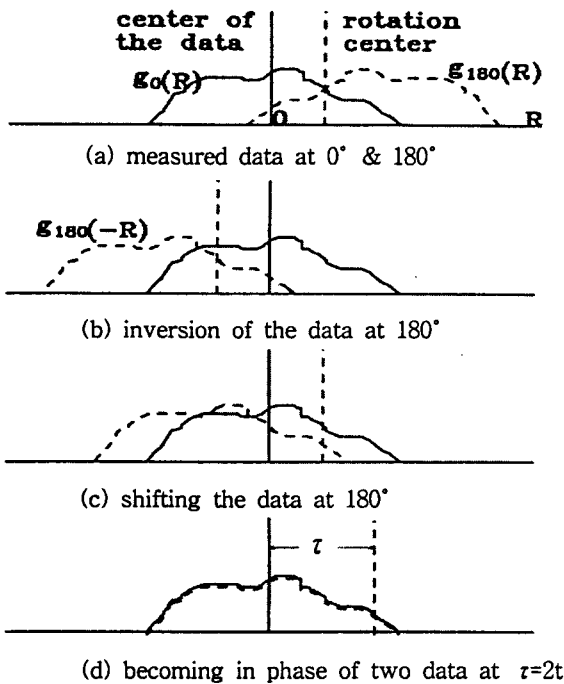 center of the data
rotation center
g₀(R)
g₁₈₀(R)
O
R
(a) measured data at 0° & 180°
g₁₈₀(-R)
(b) inversion of the data at 180°
(c) shifting the data at 180°
τ
(d) becoming in phase of two data at τ=2t